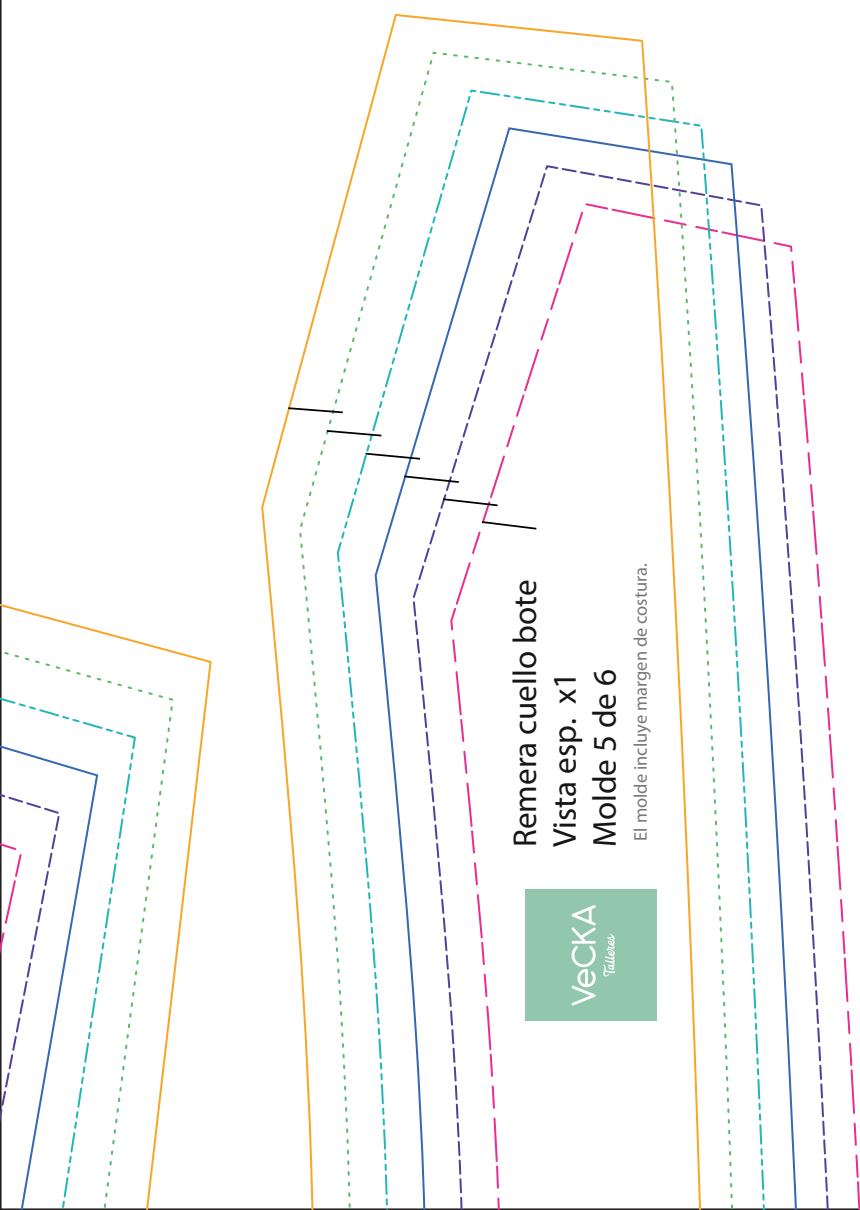 Remera cuello bote
Vista esp. x1
Molde 5 de 6
El molde incluye margen de costura.
VeCKA
Talleres